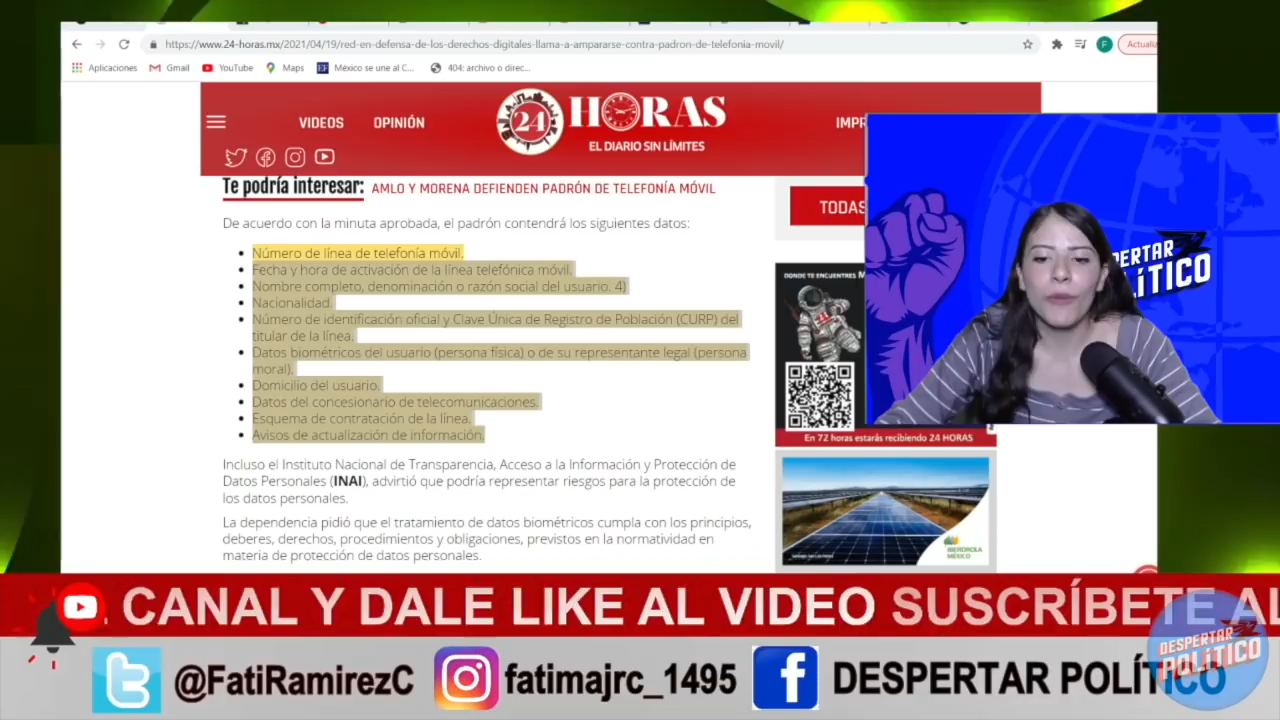 https://www.24-horas.mx/2021/04/19/red-en-defensa-de-los-derechos-digitales-llama-a-ampararse-contra-padron-de-telefonia-movil/
F
Actualiz
Aplicaciones
Gmail
YouTube
Maps
EF
México se une al C...
404: archivo o direc...
VIDEOS
OPINIÓN
24 HORAS
EL DIARIO SIN LÍMITES
IMPR
Te podría interesar: AMLO Y MORENA DEFIENDEN PADRÓN DE TELEFONÍA MÓVIL
TODAS
De acuerdo con la minuta aprobada, el padrón contendrá los siguientes datos:
Número de línea de telefonía móvil.
Fecha y hora de activación de la línea telefónica móvil.
Nombre completo, denominación o razón social del usuario. 4)
Nacionalidad.
Número de identificación oficial y Clave Única de Registro de Población (CURP) del
titular de la línea.
Datos biométricos del usuario (persona física) o de su representante legal (persona
moral).
Domicilio del usuario.
Datos del concesionario de telecomunicaciones.
Esquema de contratación de la línea.
Avisos de actualización de información.
DONDE TE ENCUENTRES M
En 72 horas estarás recibiendo 24 HORAS
Incluso el Instituto Nacional de Transparencia, Acceso a la Información y Protección de
Datos Personales (INAI), advirtió que podría representar riesgos para la protección de
los datos personales.
La dependencia pidió que el tratamiento de datos biométricos cumpla con los principios,
deberes, derechos, procedimientos y obligaciones, previstos en la normatividad en
materia de protección de datos personales.
IBERDROLA
MÉXICO
PERTAR
LÍTICO
CANAL Y DALE LIKE AL VIDEO SUSCRÍBETE AL
@FatiRamirezC
fatimajrc_1495
DESPERTAR POLÍTICO
DESPERTAR
POLÍTICO